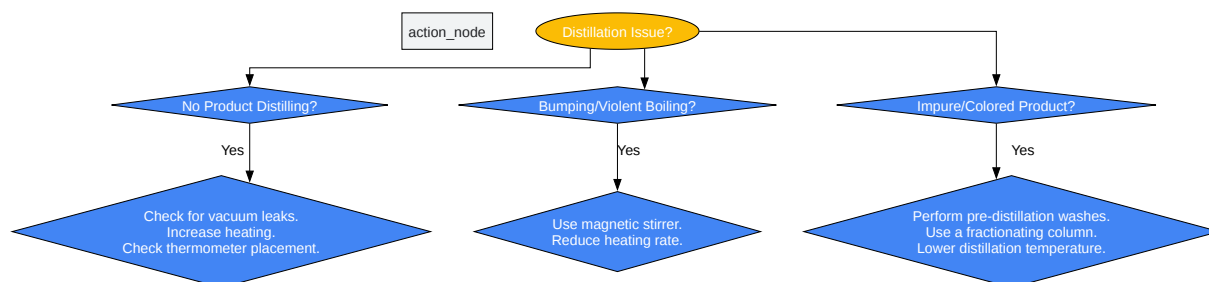 action_node
Distillation Issue?
No Product Distilling?
Bumping/Violent Boiling?
Impure/Colored Product?
Yes
Yes
Yes
Check for vacuum leaks.
Increase heating.
Check thermometer placement.
Use magnetic stirrer.
Reduce heating rate.
Perform pre-distillation washes.
Use a fractionating column.
Lower distillation temperature.